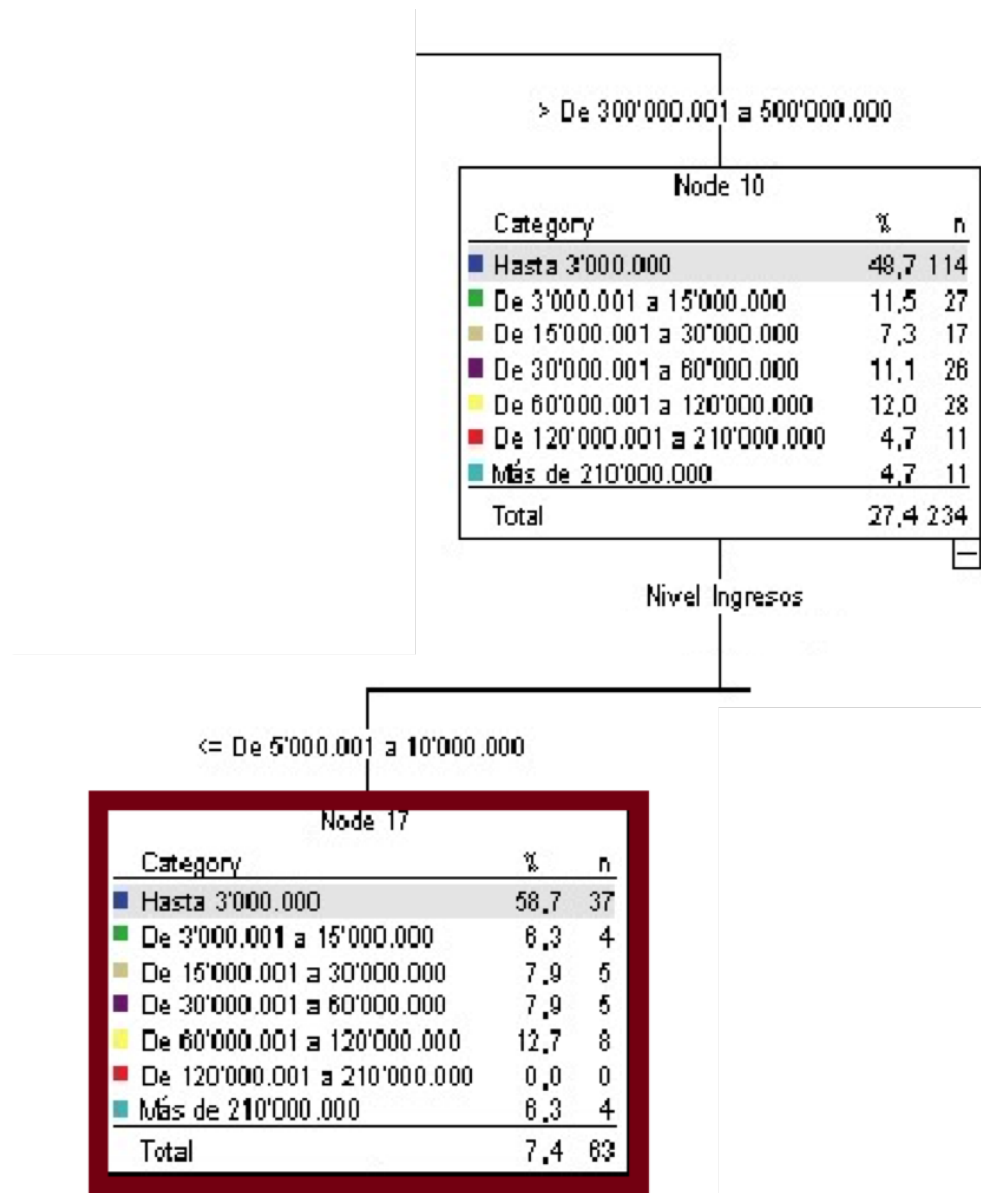 > De 300'000.001 a 500'000.000
Node 10
Category % n
Hasta 3'000.000 48,7 114
De 3'000.001 a 15'000.000 11,5 27
De 15'000.001 a 30'000.000 7,3 17
De 30'000.001 a 60'000.000 11,1 26
De 60'000.001 a 120'000.000 12,0 28
De 120'000.001 a 210'000.000 4,7 11
Más de 210'000.000 4,7 11
Total 27,4 234
Nivel Ingresos
<= De 5'000.001 a 10'000.000
Node 17
Category % n
Hasta 3'000.000 58,7 37
De 3'000.001 a 15'000.000 6,3 4
De 15'000.001 a 30'000.000 7,9 5
De 30'000.001 a 60'000.000 7,9 5
De 60'000.001 a 120'000.000 12,7 8
De 120'000.001 a 210'000.000 0,0 0
Más de 210'000.000 6,3 4
Total 7,4 63